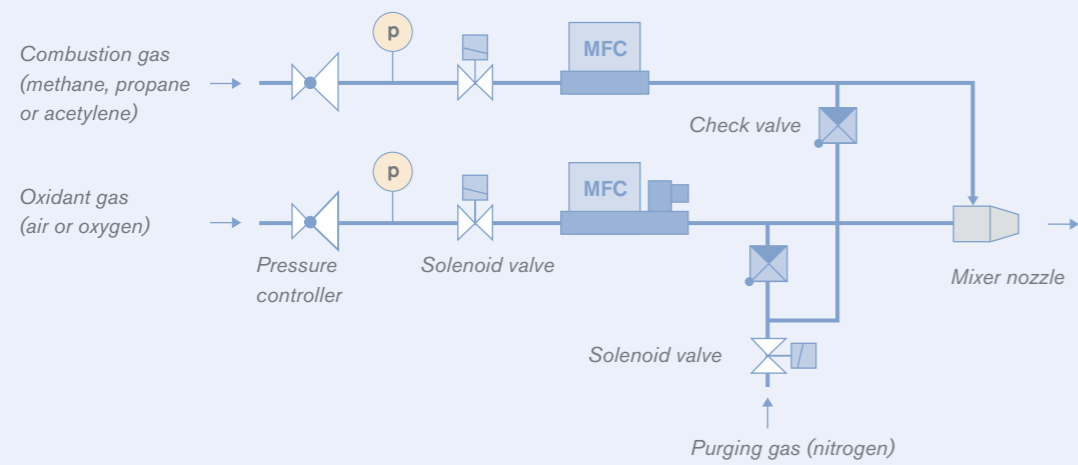 p
MFC
Combustion gas
(methane, propane
or acetylene)
Check valve
p
MFC
Oxidant gas
(air or oxygen)
Pressure
controller
Solenoid valve
Mixer nozzle
Solenoid valve
Purging gas (nitrogen)